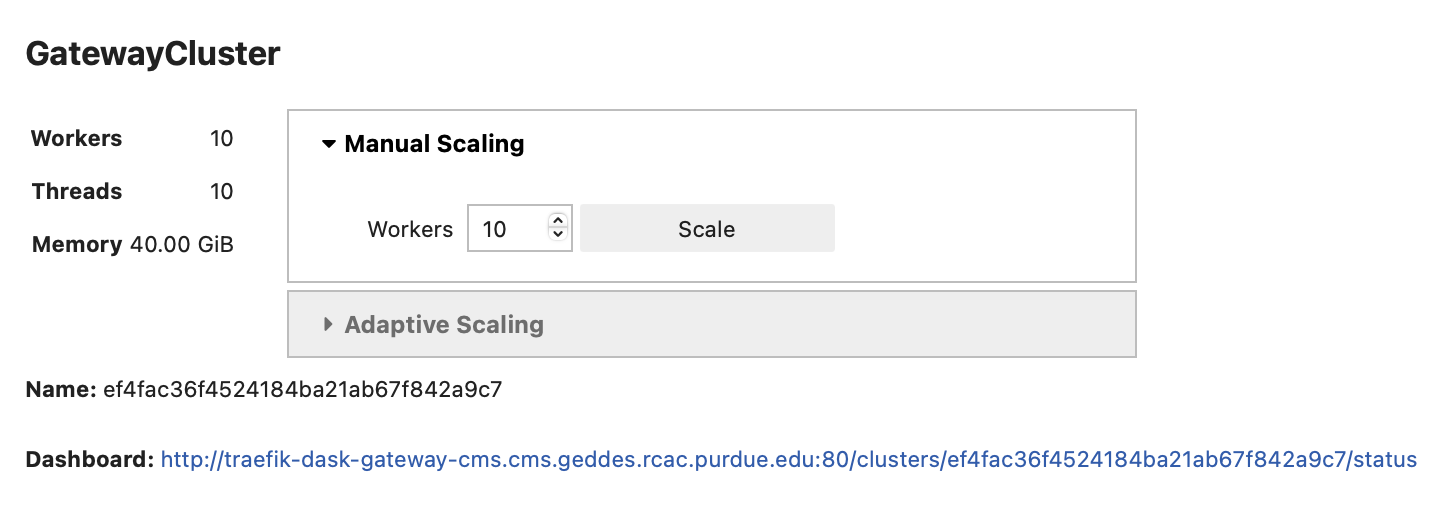 GatewayCluster
Workers 10
Threads 10
Memory 40.00 GiB
Manual Scaling
Workers 10 Scale
Adaptive Scaling
Name: ef4fac36f4524184ba21ab67f842a9c7
Dashboard: http://traefik-dask-gateway-cms.cms.geddes.rcac.purdue.edu:80/clusters/ef4fac36f4524184ba21ab67f842a9c7/status